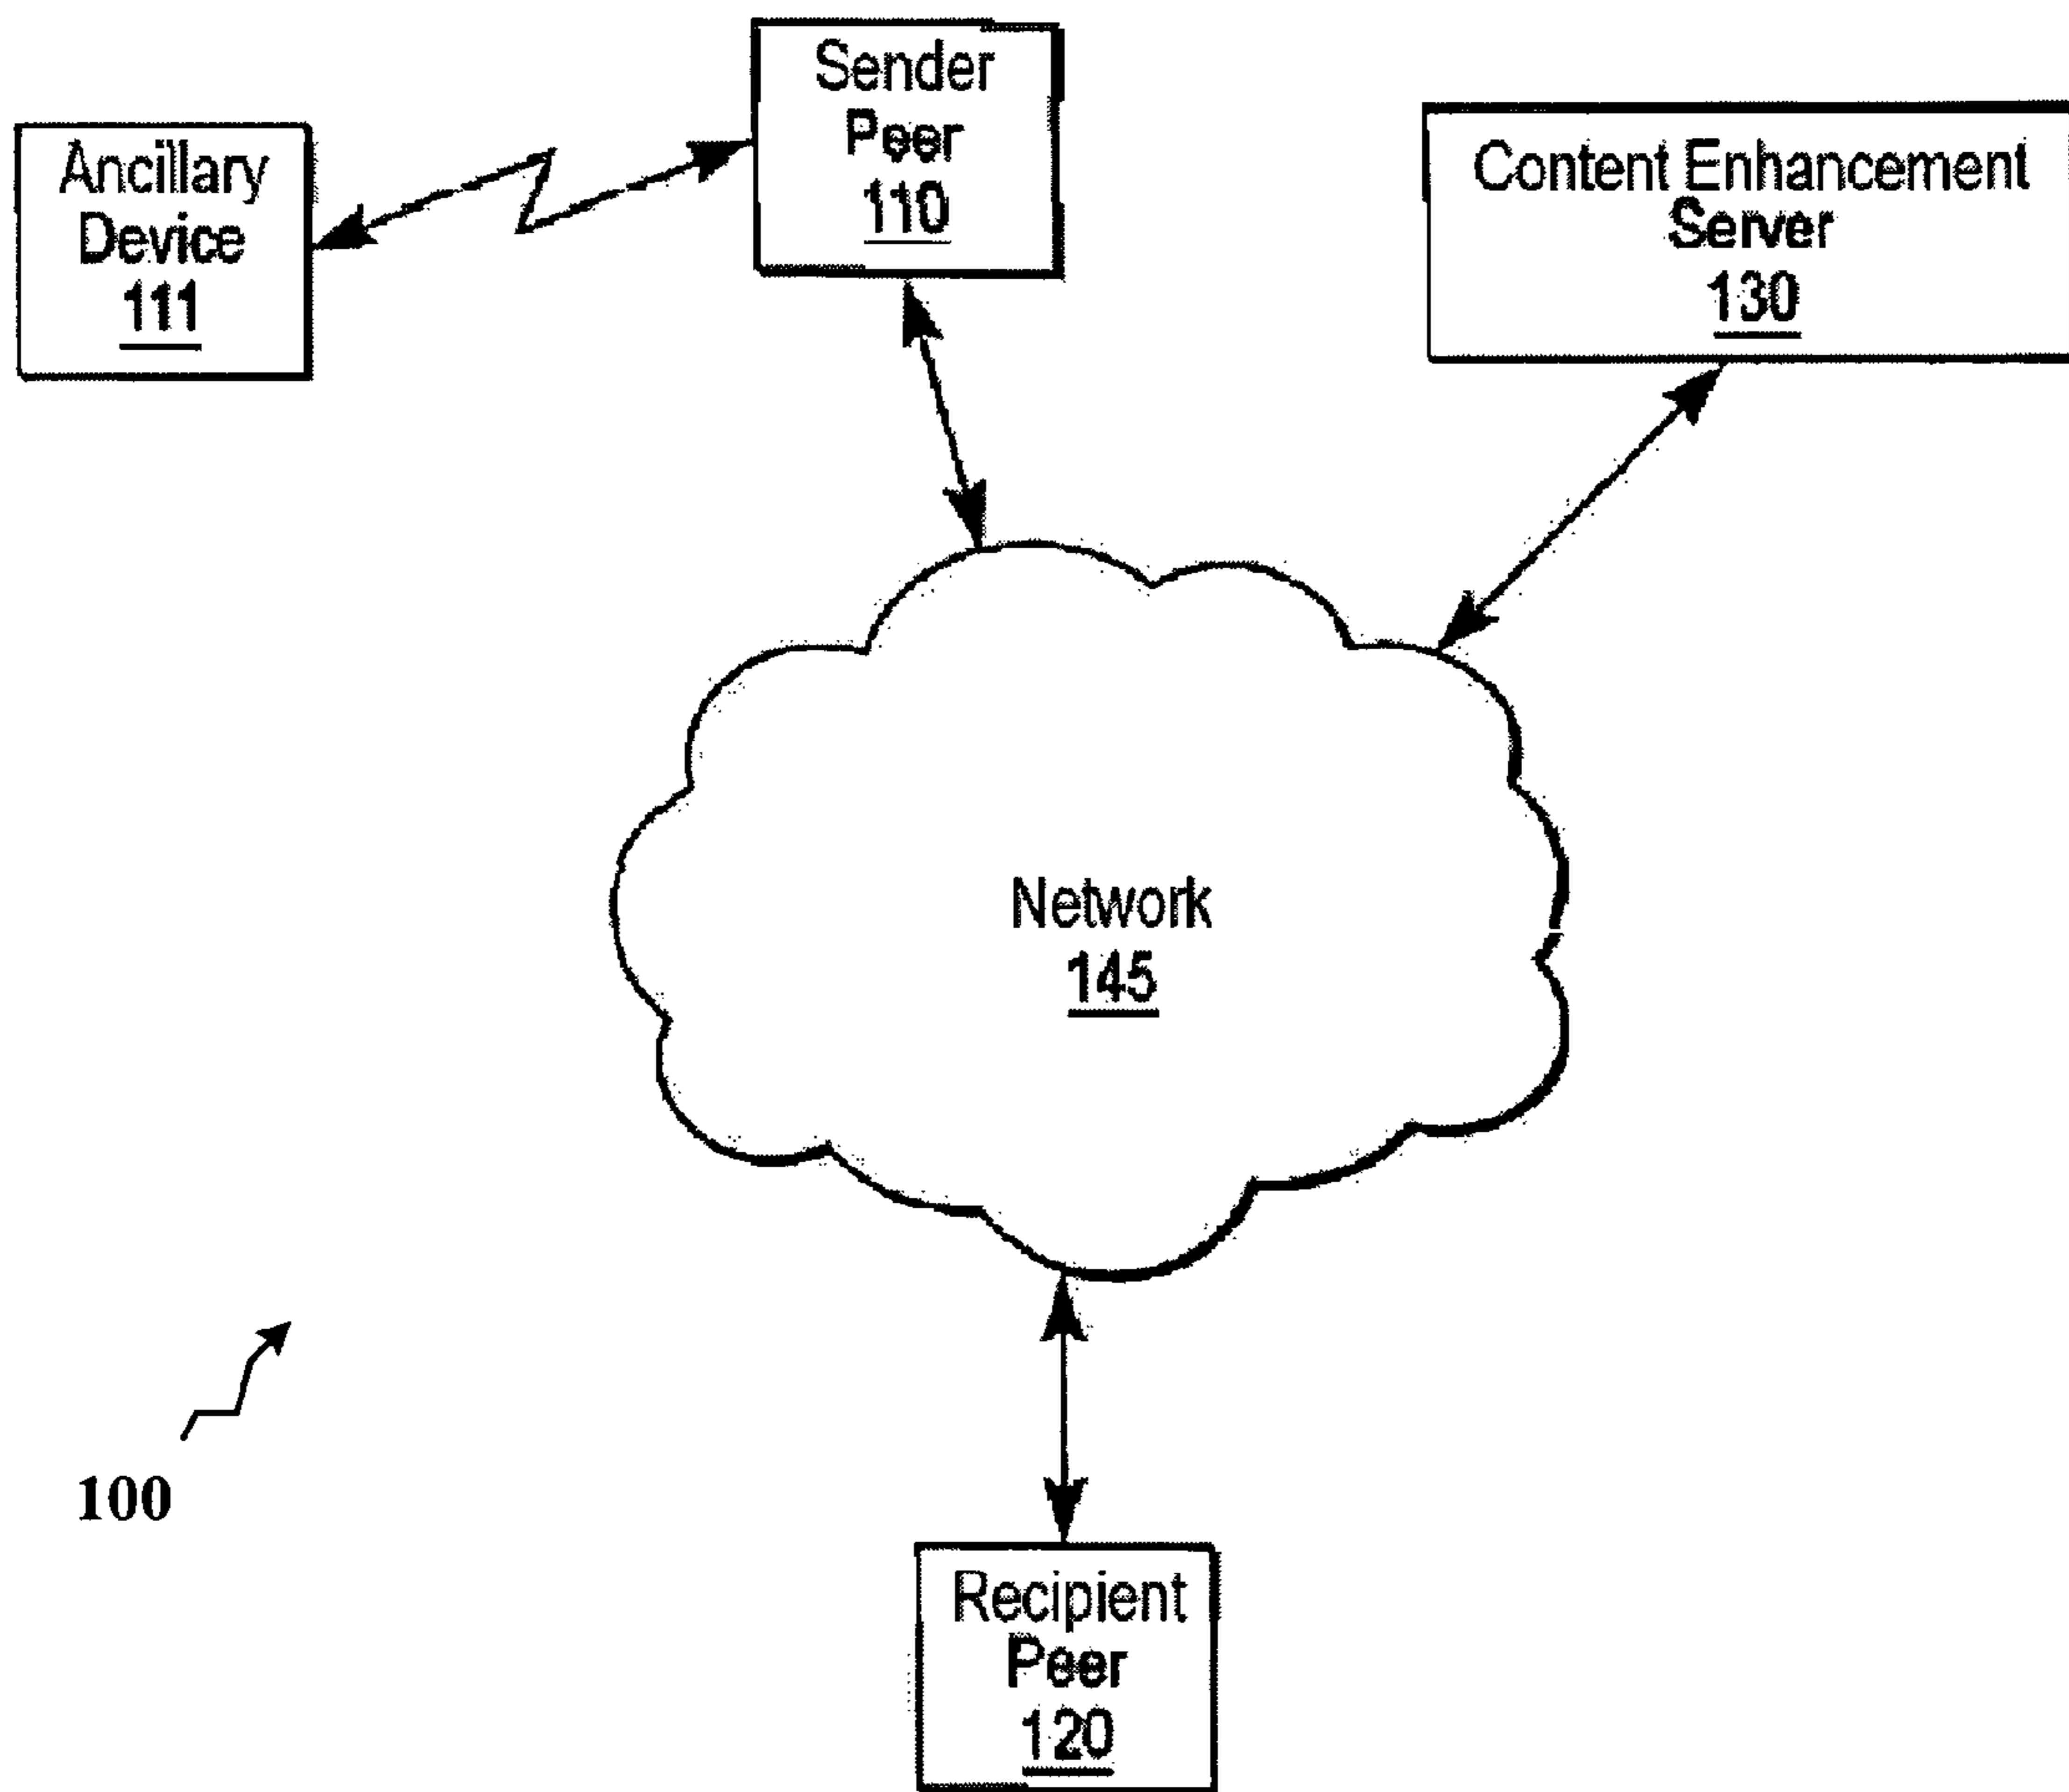 Sender
Peer
110
Ancillary
Device
111
Content Enhancement
Server
130
Network
145
100
Recipient
Peer
120